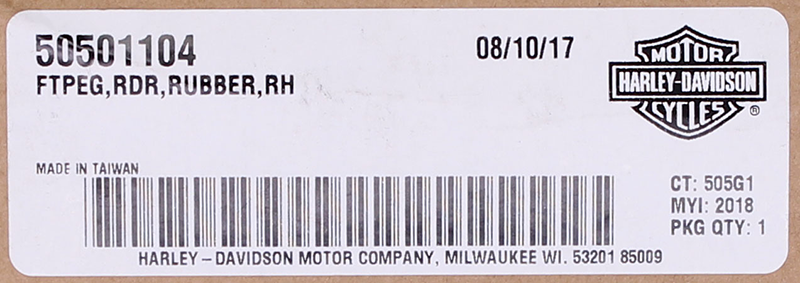 50501104
08/10/17
FTPEG,RDR,RUBBER,RH
MOTOR
HARLEY-DAVIDSON
CYCLES
®
MADE IN TAIWAN
CT: 505G1
MYI: 2018
PKG QTY: 1
HARLEY-DAVIDSON MOTOR COMPANY, MILWAUKEE WI. 53201 85009